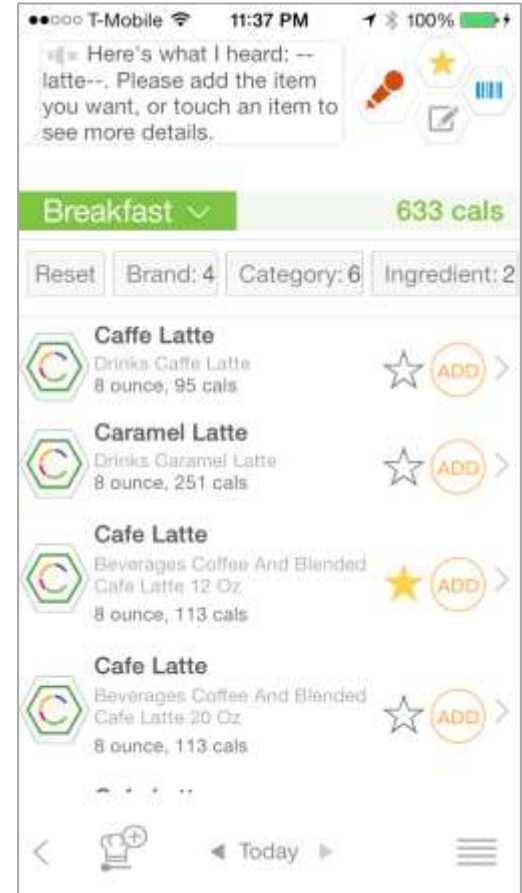 T-Mobile 11:37 PM 100%
Here's what I heard: --
latte--. Please add the item
you want, or touch an item to
see more details.
Breakfast 633 cals
Reset Brand: 4 Category: 6 Ingredient: 2
Caffe Latte
Drinks Caffe Latte
8 ounce, 95 cals
ADD
Caramel Latte
Drinks Caramel Latte
8 ounce, 251 cals
ADD
Cafe Latte
Beverages Coffee And Blended
Cafe Latte 12 Oz
8 ounce, 113 cals
ADD
Cafe Latte
Beverages Coffee And Blended
Cafe Latte 20 Oz
8 ounce, 113 cals
ADD
Today